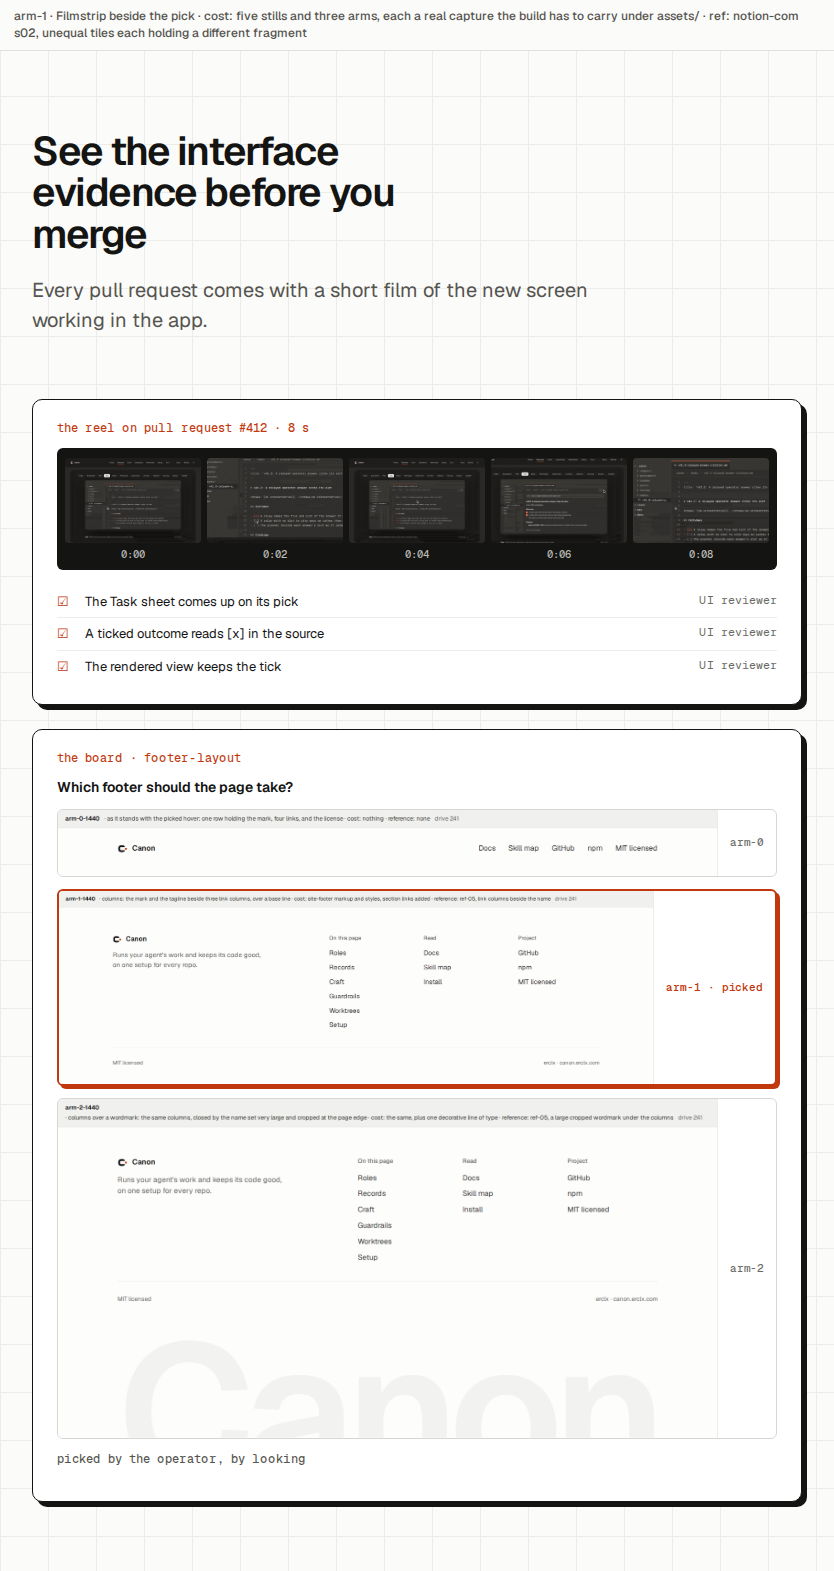 arm-1 · Filmstrip beside the pick · cost: five stills and three arms, each a real capture the build has to carry under assets/ · ref: notion-com
s02, unequal tiles each holding a different fragment
See the interface
evidence before you
merge
Every pull request comes with a short film of the new screen
working in the app.
the reel on pull request #412 · 8 s
0:00 0:02 0:04 0:06 0:08
☑ The Task sheet comes up on its pick UI reviewer
☑ A ticked outcome reads [x] in the source UI reviewer
☑ The rendered view keeps the tick UI reviewer
the board · footer-layout
Which footer should the page take?
arm-0-1440 · as it stands with the picked hover: one row holding the mark, four links, and the license · cost: nothing · reference: none drive 241
Canon Docs Skill map GitHub npm MIT licensed
arm-0
arm-1-1440 · columns: the mark and the tagline beside three link columns, over a base line · cost: site-footer markup and styles, section links added · reference: ref-05, link columns beside the name drive 241
Canon On this page Read Project
Runs your agent's work and keeps its code good, Roles Docs GitHub
on one setup for every repo. Records Skill map npm
Craft Install MIT licensed
Guardrails
Worktrees
Setup
MIT licensed ercix · canon.ercix.com
arm-1 · picked
arm-2-1440
· columns over a wordmark: the same columns, closed by the name set very large and cropped at the page edge · cost: the same, plus one decorative line of type · reference: ref-05, a large cropped wordmark under the columns drive 241
Canon On this page Read Project
Runs your agent's work and keeps its code good, Roles Docs GitHub
on one setup for every repo. Records Skill map npm
Craft Install MIT licensed
Guardrails
Worktrees
Setup
MIT licensed ercix · canon.ercix.com
arm-2
Canon
picked by the operator, by looking